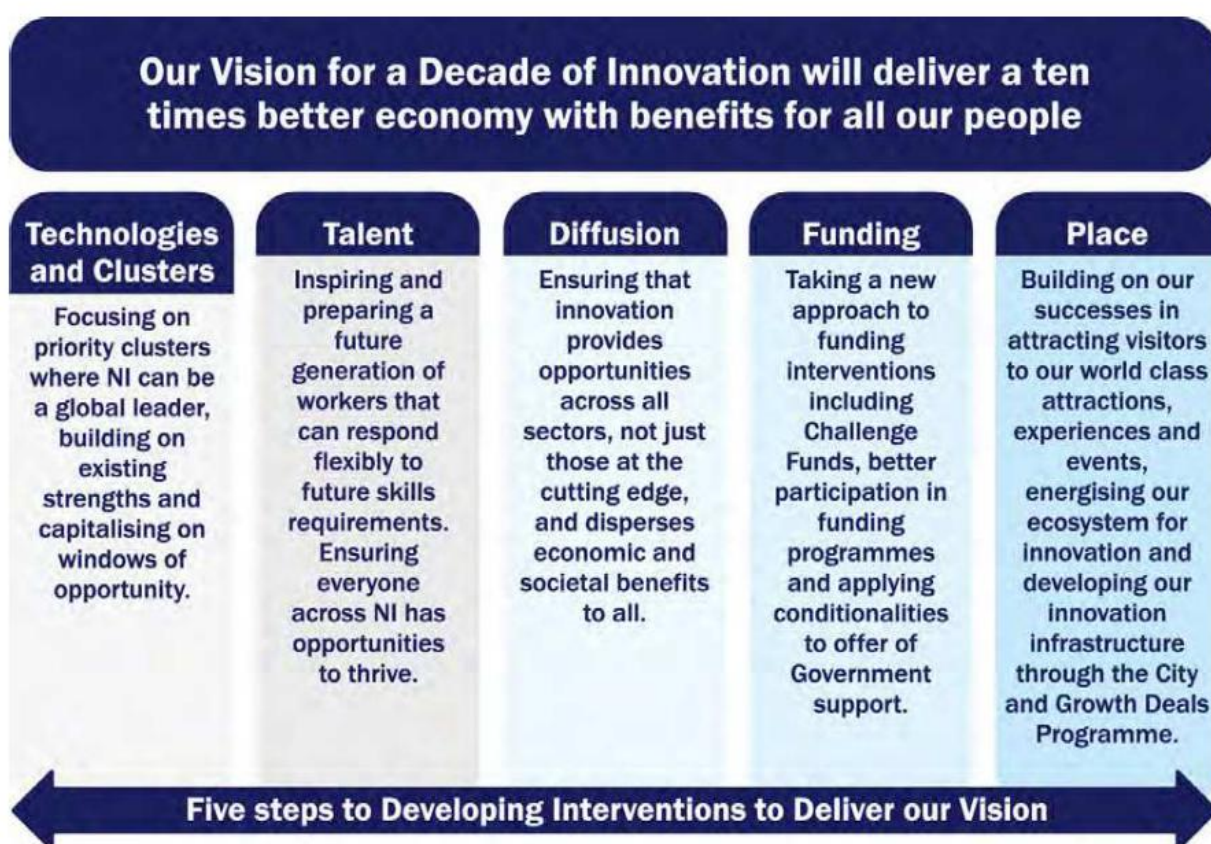 Our Vision for a Decade of Innovation will deliver a ten
times better economy with benefits for all our people
Technologies
and Clusters
Focusing on
priority clusters
where NI can be
a global leader,
building on
existing
strengths and
capitalising on
windows of
opportunity.
Talent
Inspiring and
preparing a
future
generation of
workers that
can respond
flexibly to
future skills
requirements.
Ensuring
everyone
across NI has
opportunities
to thrive.
Diffusion
Ensuring that
innovation
provides
opportunities
across all
sectors, not just
those at the
cutting edge,
and disperses
economic and
societal benefits
to all.
Funding
Taking a new
approach to
funding
interventions
including
Challenge
Funds, better
participation in
funding
programmes
and applying
conditionalities
to offer of
Government
support.
Place
Building on our
successes in
attracting visitors
to our world class
attractions,
experiences and
events,
energising our
ecosystem for
innovation and
developing our
innovation
infrastructure
through the City
and Growth Deals
Programme.
Five steps to Developing Interventions to Deliver our Vision